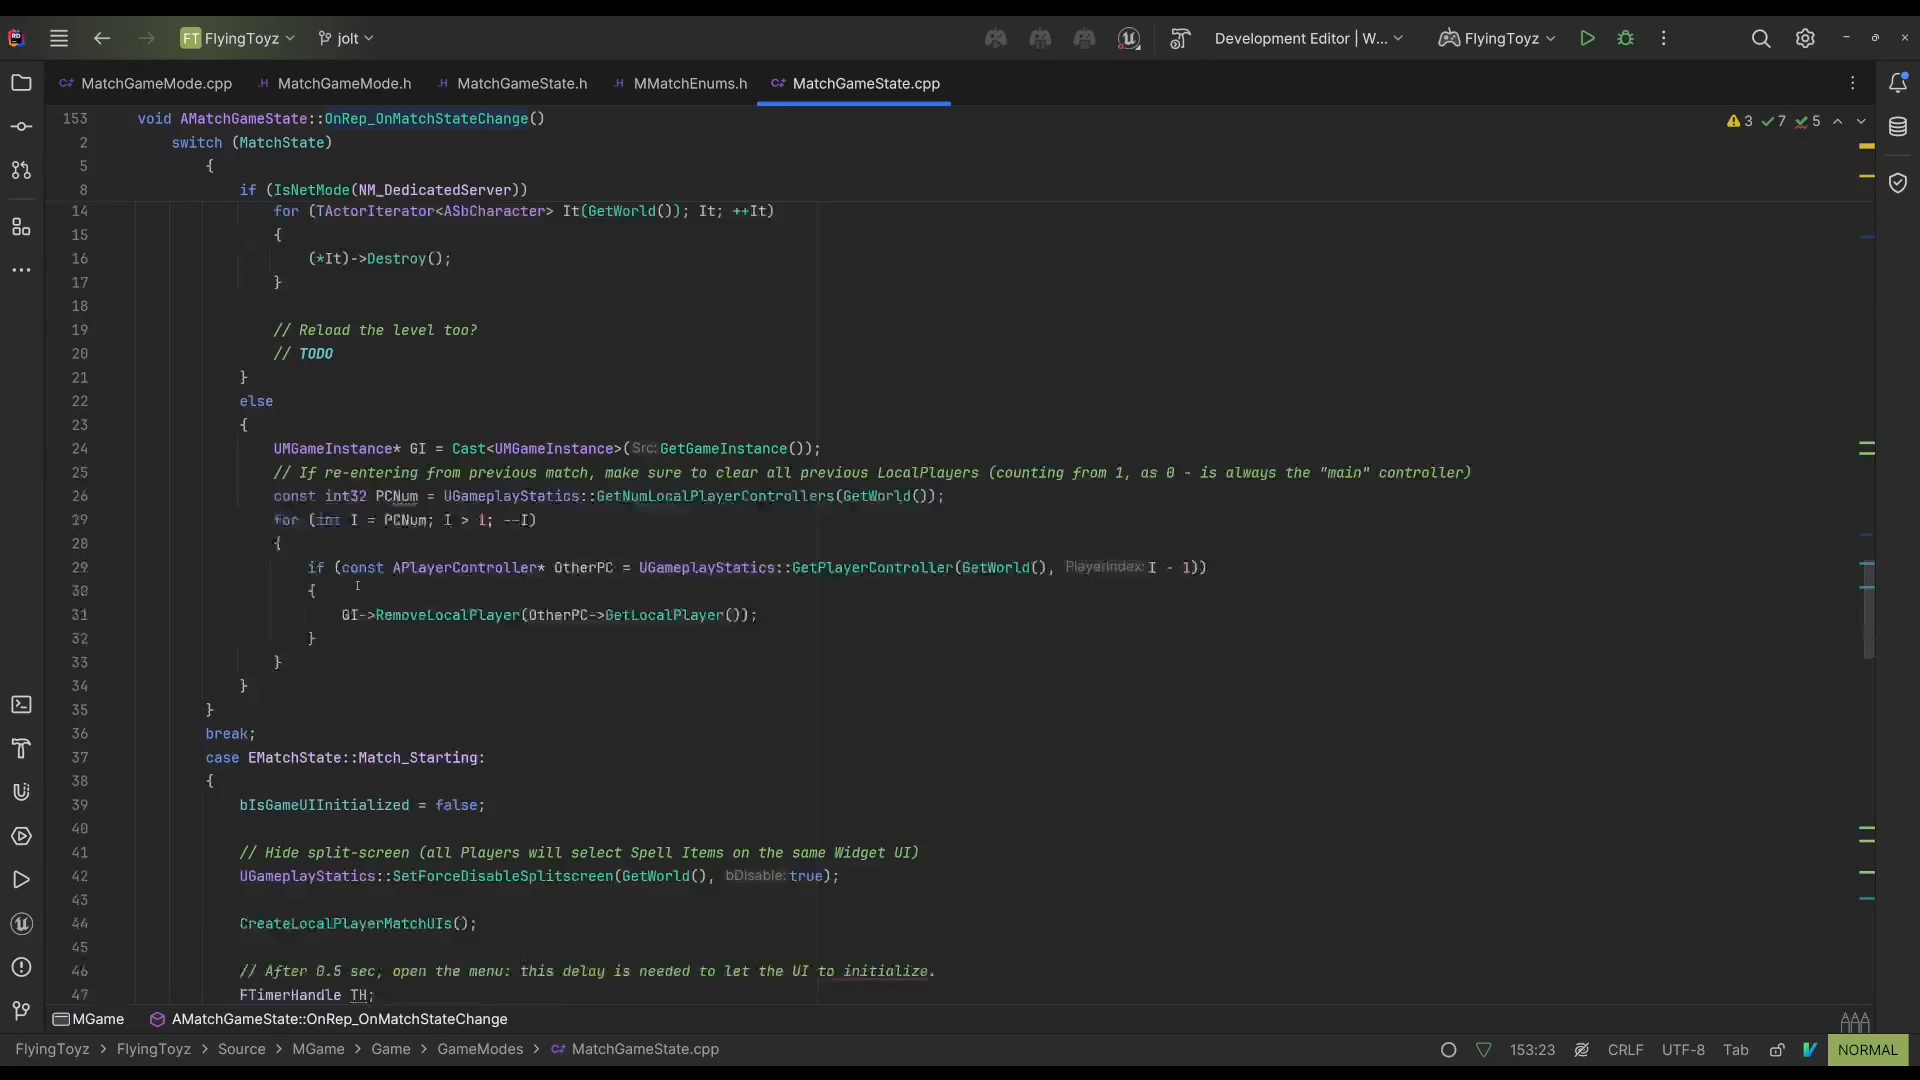 FT FlyingToyz
jolt
Development Editor | W...
FlyingToyz
MatchGameMode.cpp
.H MatchGameMode.h
.H MatchGameState.h
.H MMatchEnums.h
MatchGameState.cpp
153 void AMatchGameState::OnRep_OnMatchStateChange()
3 7 5
2 switch (MatchState)
5 {
8 if (IsNetMode(NM_DedicatedServer))
14 for (TActorIterator<ASbCharacter> It(GetWorld()); It; ++It)
15 {
16 (*It)->Destroy();
17 }
18
19 // Reload the level too?
20 // TODO
21 }
22 else
23 {
24 UMGameInstance* GI = Cast<UMGameInstance>( Src: GetGameInstance());
25 // If re-entering from previous match, make sure to clear all previous LocalPlayers (counting from 1, as 0 - is always the "main" controller)
26 const int32 PCNum = UGameplayStatics::GetNumLocalPlayerControllers(GetWorld());
19 for (int I = PCNum; I > 1; --I)
28 {
29 if (const APlayerController* OtherPC = UGameplayStatics::GetPlayerController(GetWorld(), PlayerIndex: I - 1))
30 {
31 GI->RemoveLocalPlayer(OtherPC->GetLocalPlayer());
32 }
33 }
34 }
35 }
36 break;
37 case EMatchState::Match_Starting:
38 {
39 bIsGameUIInitialized = false;
40
41 // Hide split-screen (all Players will select Spell Items on the same Widget UI)
42 UGameplayStatics::SetForceDisableSplitscreen(GetWorld(), bDisable: true);
43
44 CreateLocalPlayerMatchUIs();
45
46 // After 0.5 sec, open the menu: this delay is needed to let the UI to initialize.
47 FTimerHandle TH;
MGame AMatchGameState::OnRep_OnMatchStateChange
FlyingToyz > FlyingToyz > Source > MGame > Game > GameModes > MatchGameState.cpp
153:23 CRLF UTF-8 Tab NORMAL